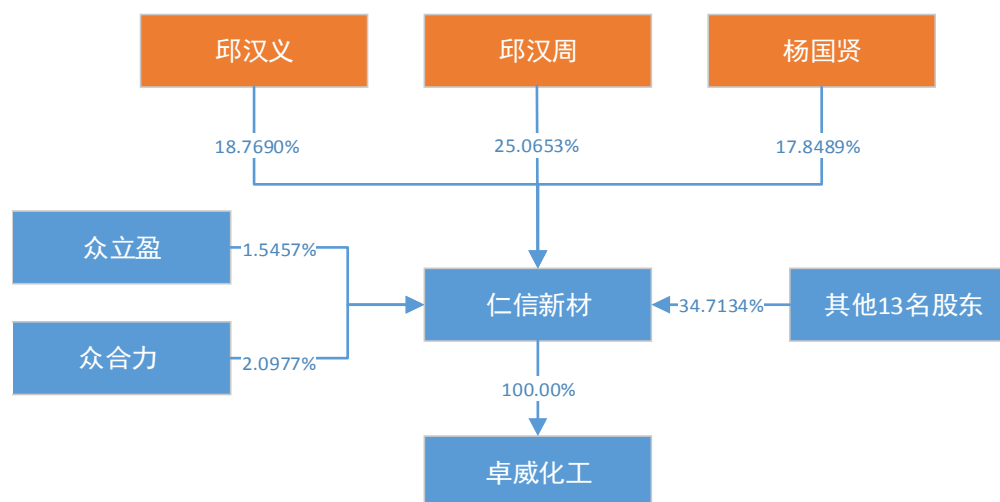 邱汉义
邱汉周
杨国贤
18.7690%
25.0653%
17.8489%
众立盈
1.5457%
仁信新材
34.7134%
其他13名股东
众合力
2.0977%
100.00%
卓威化工